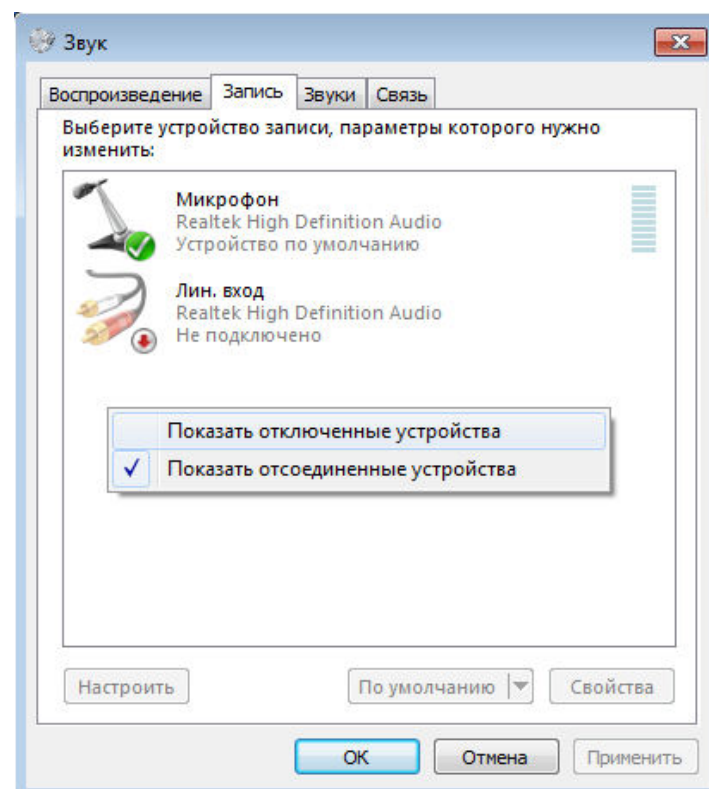 Звук
Воспроизведение Запись Звуки Связь
Выберите устройство записи, параметры которого нужно
изменить:
Микрофон
Realtek High Definition Audio
Устройство по умолчанию
Лин. вход
Realtek High Definition Audio
Не подключено
Показать отключенные устройства
Показать отсоединенные устройства
Настроить По умолчанию Свойства
ОК Отмена Применить